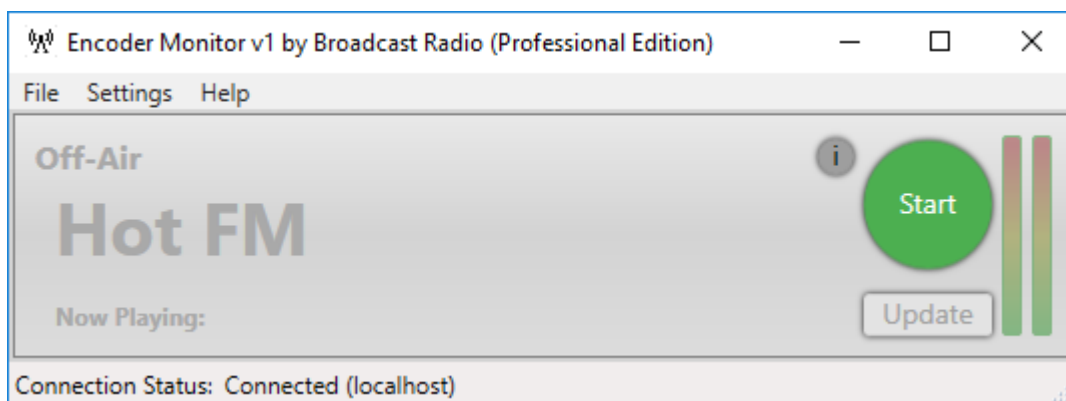 Encoder Monitor v1 by Broadcast Radio (Professional Edition)
File Settings Help
Off-Air
i
Start
Hot FM
Now Playing:
Update
Connection Status: Connected (localhost)